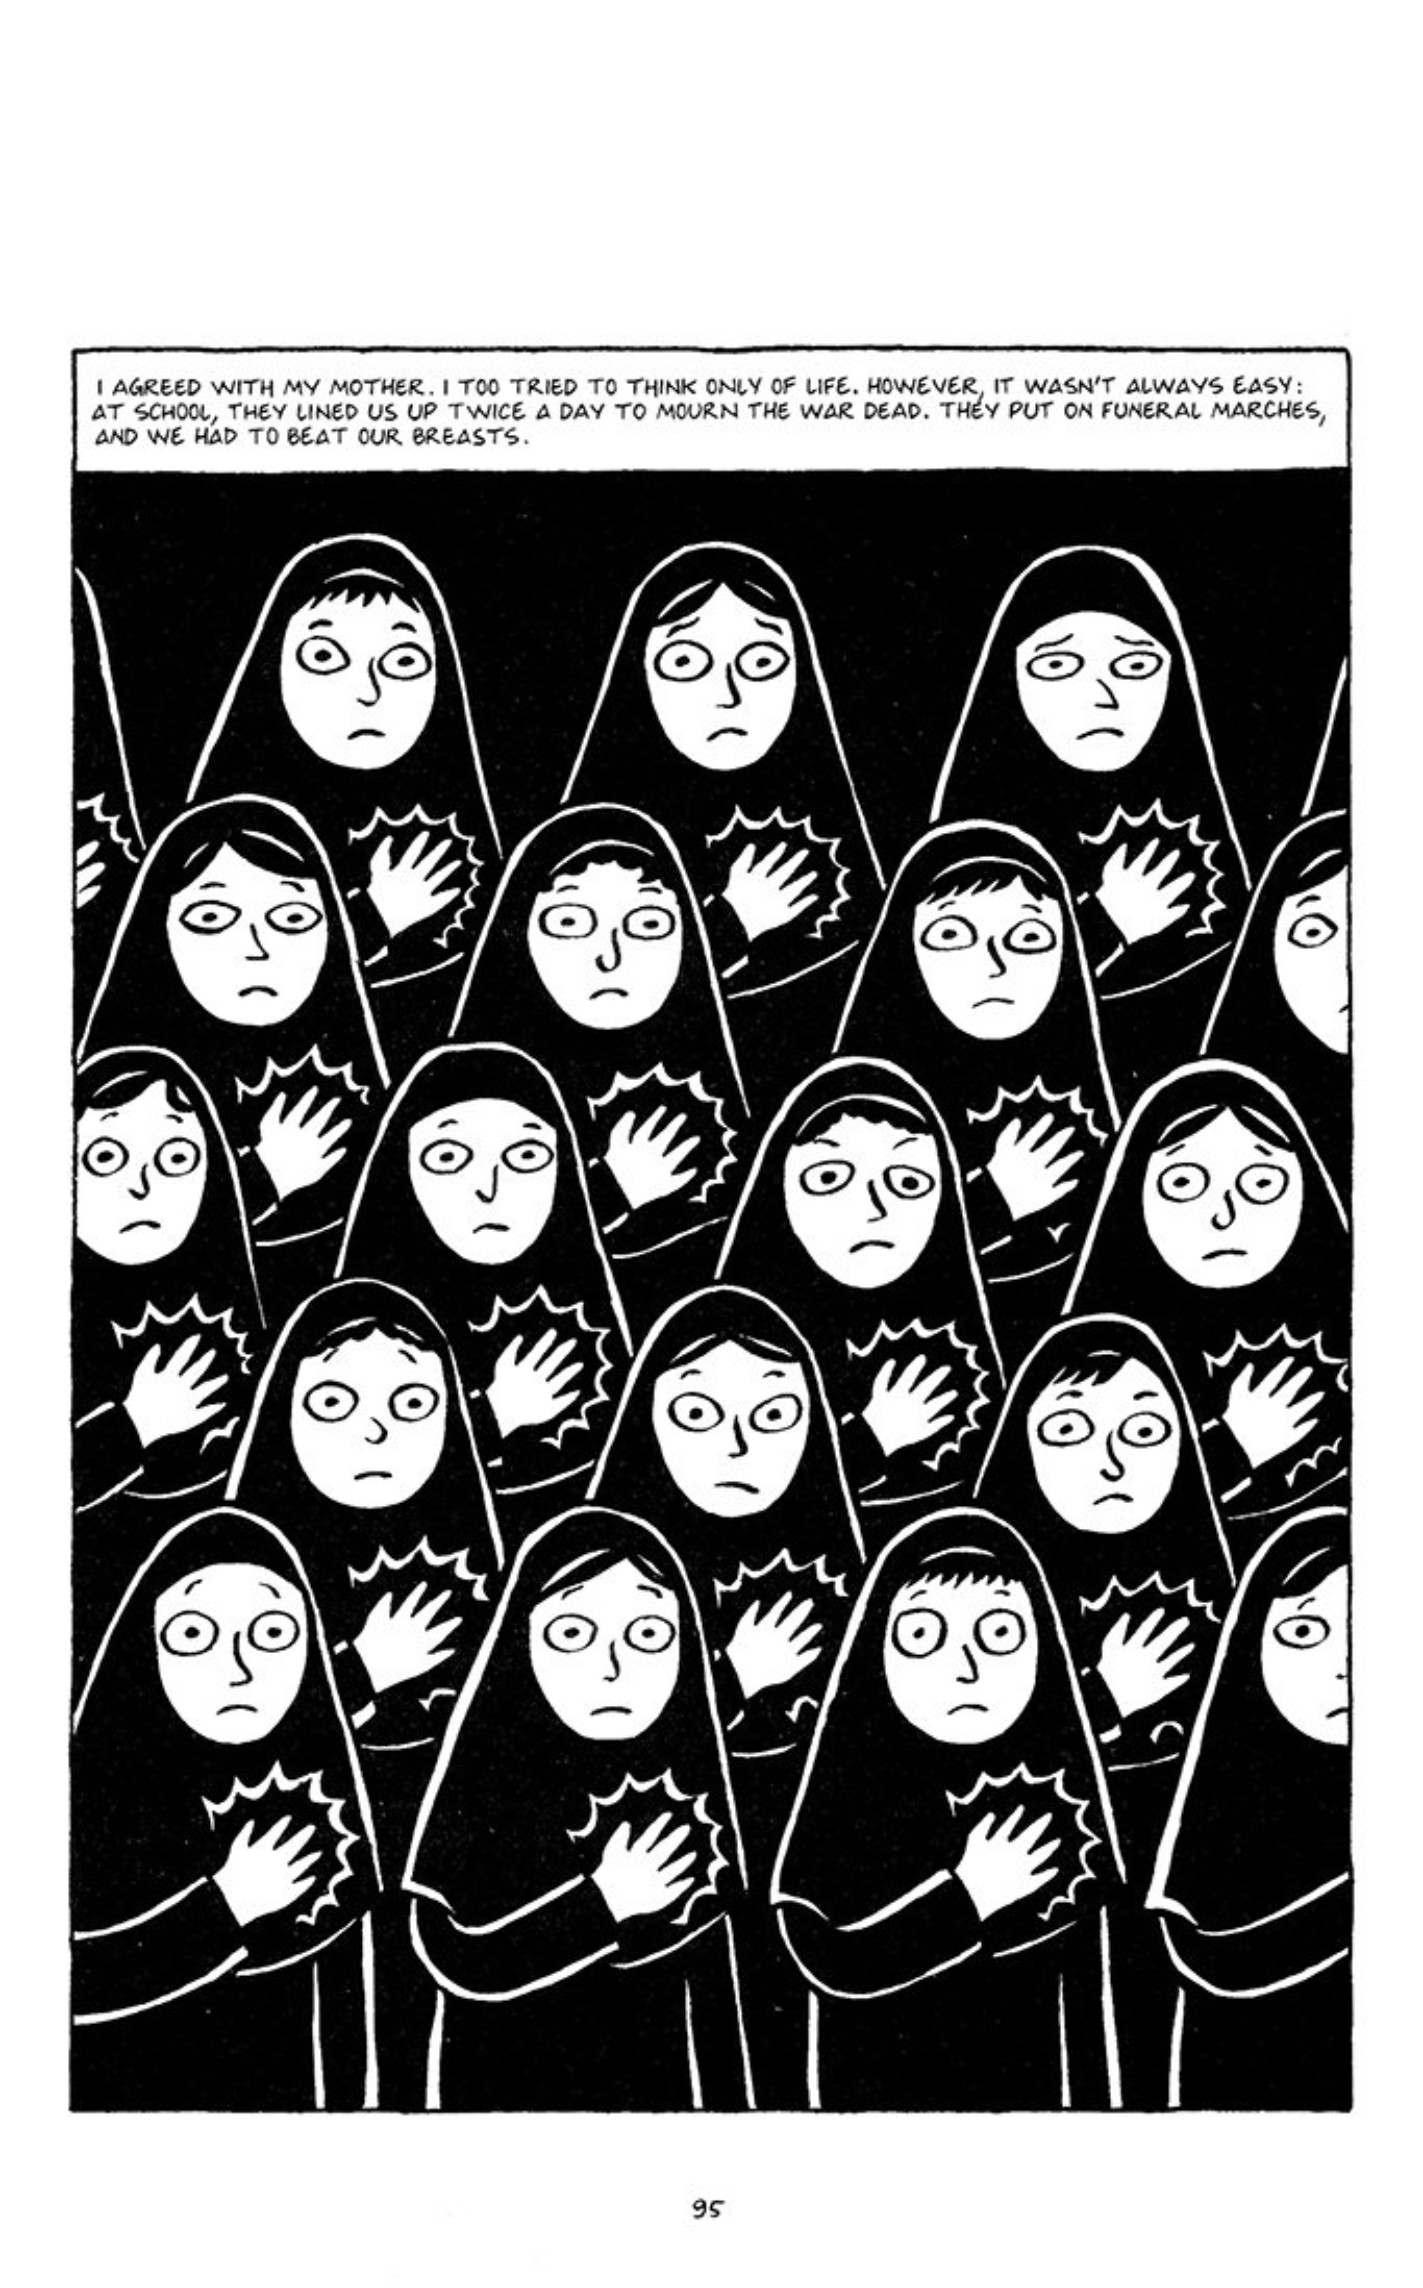 I AGREED WITH MY MOTHER. I TOO TRIED TO THINK ONLY OF LIFE. HOWEVER, IT WASN'T ALWAYS EASY:
AT SCHOOL, THEY LINED US UP TWICE A DAY TO MOURN THE WAR DEAD. THEY PUT ON FUNERAL MARCHES,
AND WE HAD TO BEAT OUR BREASTS.
95